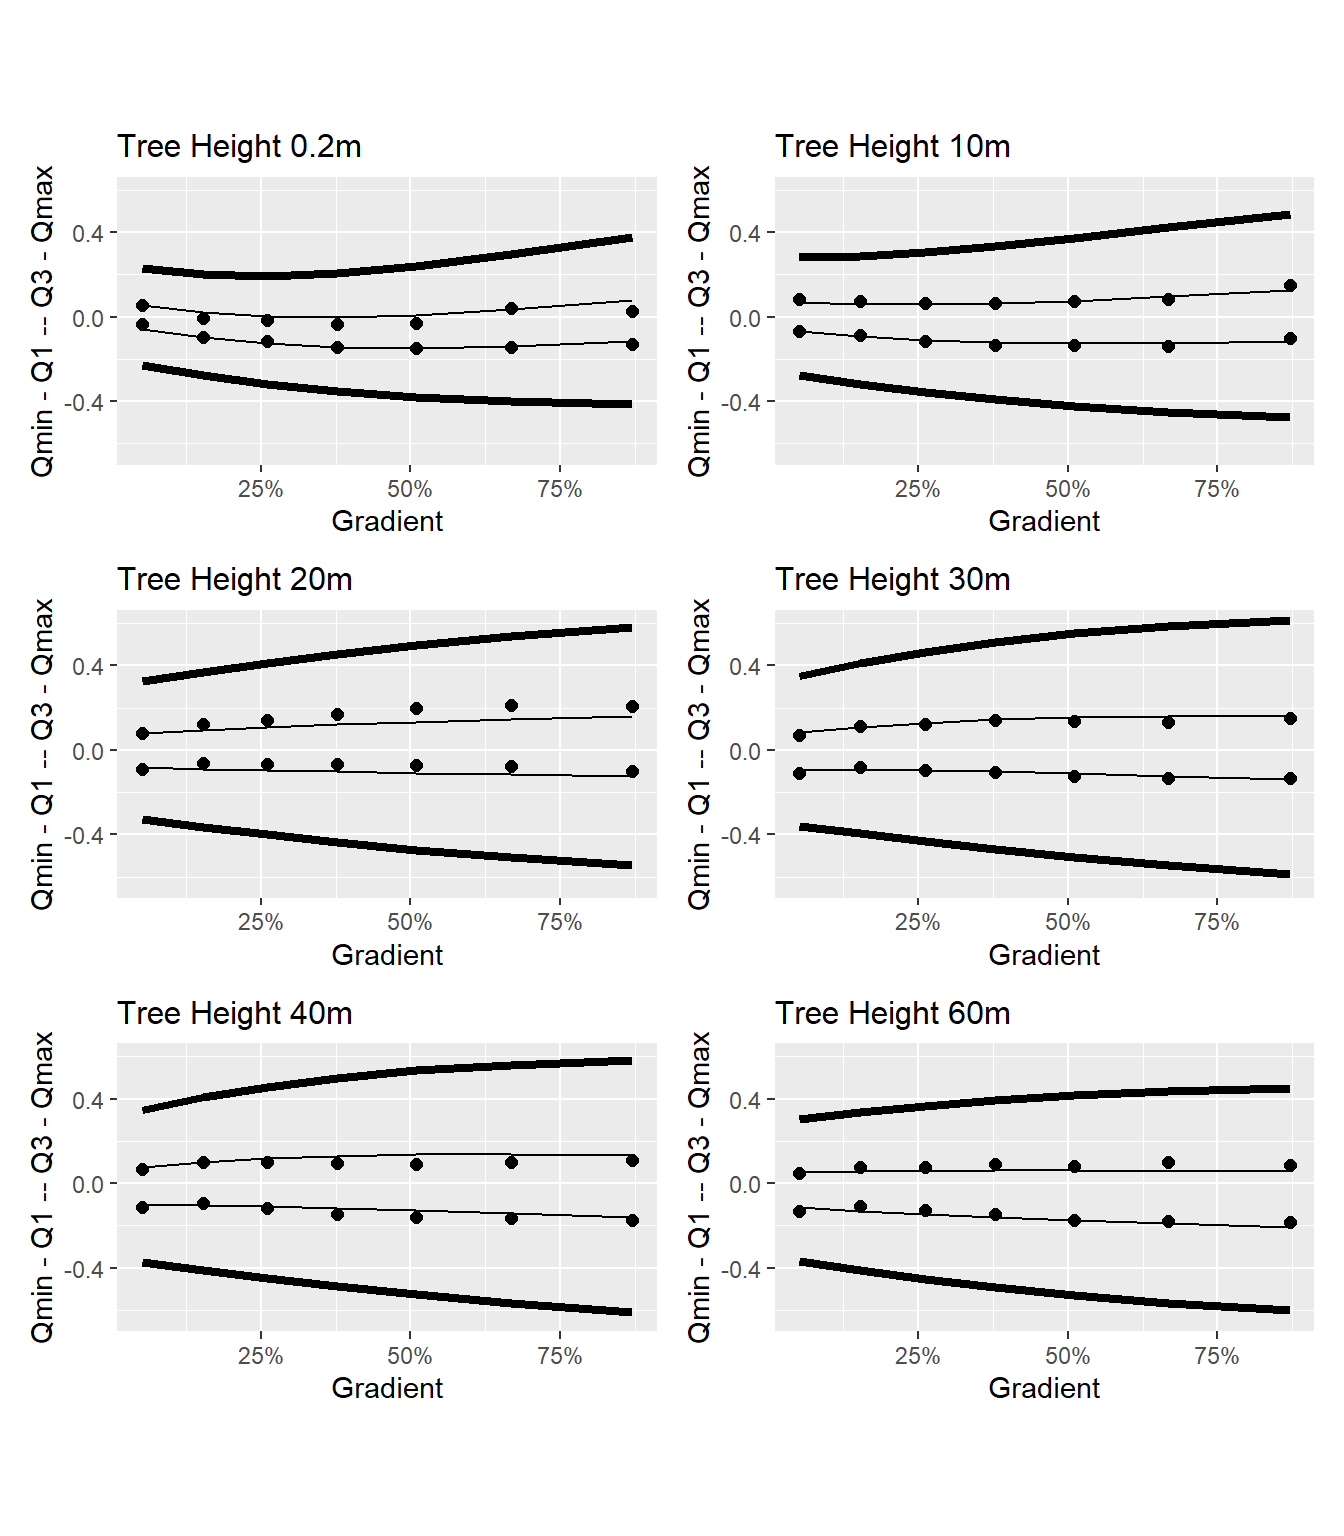 Tree Height 0.2m
Qmin - Q1 -- Q3 - Qmax
0.4
0.0
-0.4
25% 50% 75%
Gradient
Tree Height 10m
Qmin - Q1 -- Q3 - Qmax
0.4
0.0
-0.4
25% 50% 75%
Gradient
Tree Height 20m
Qmin - Q1 -- Q3 - Qmax
0.4
0.0
-0.4
25% 50% 75%
Gradient
Tree Height 30m
Qmin - Q1 -- Q3 - Qmax
0.4
0.0
-0.4
25% 50% 75%
Gradient
Tree Height 40m
Qmin - Q1 -- Q3 - Qmax
0.4
0.0
-0.4
25% 50% 75%
Gradient
Tree Height 60m
Qmin - Q1 -- Q3 - Qmax
0.4
0.0
-0.4
25% 50% 75%
Gradient